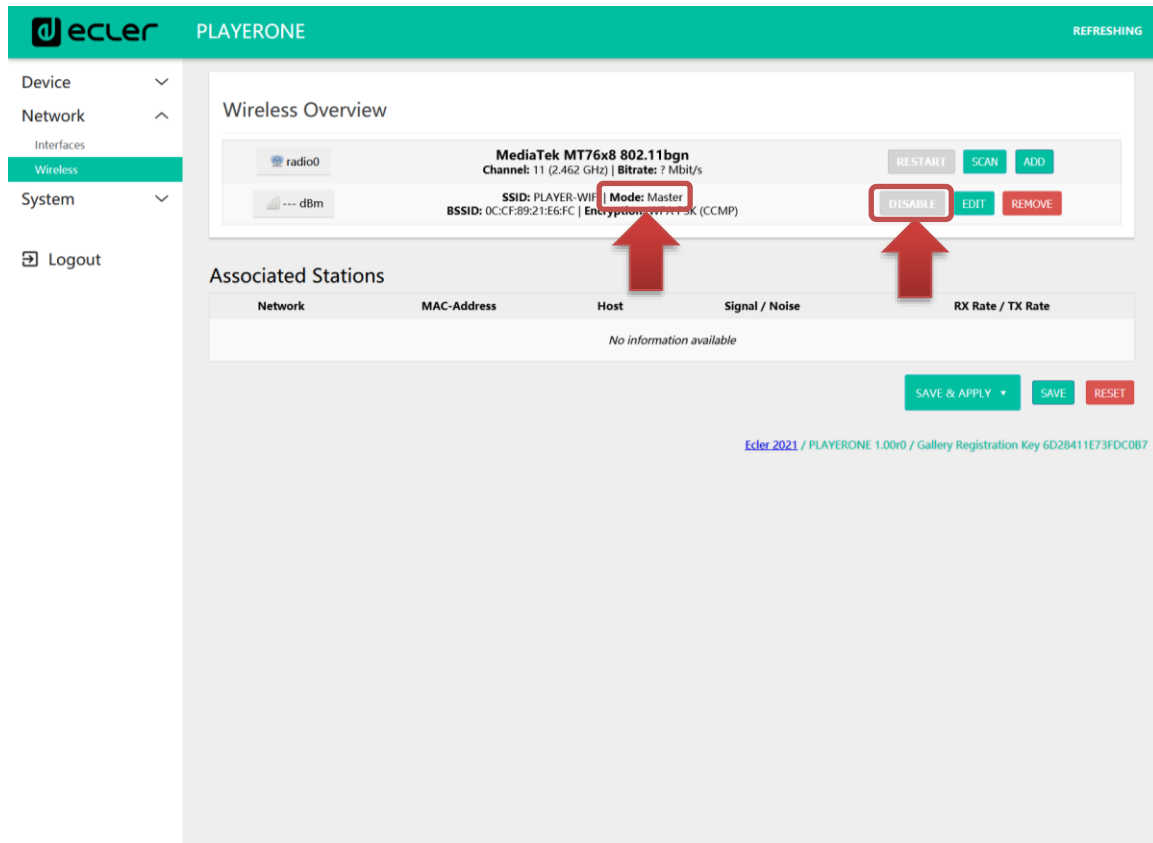 ecler PLAYERONE REFRESHING
Device
Network
Interfaces
Wireless
System
Logout
Wireless Overview
radio0
MediaTek MT76x8 802.11bgn
Channel: 11 (2.462 GHz) | Bitrate: ? Mbit/s
RESTART SCAN ADD
--- dBm
SSID: PLAYER-WIFI | Mode: Master
BSSID: 0C:CF:89:21:E6:FC | (CCMP)
DISABLE EDIT REMOVE
Associated Stations
Network MAC-Address Host Signal / Noise RX Rate / TX Rate
No information available
SAVE & APPLY SAVE RESET
Ecler 2021 / PLAYERONE 1.00r0 / Gallery Registration Key 6D28411E73FDC0B7